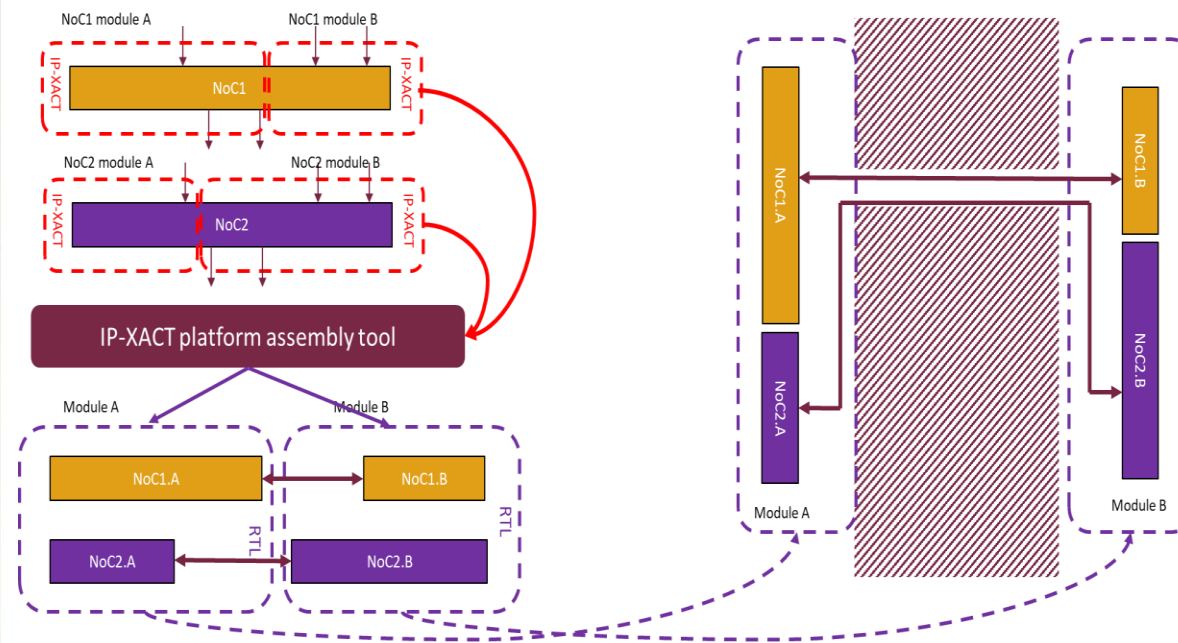 NoC1 module A
NoC1 module B
IP-XACT
NoC1
IP-XACT
NoC2 module A
NoC2 module B
IP-XACT
NoC2
IP-XACT
IP-XACT platform assembly tool
Module A
Module B
NoC1.A
NoC1.B
RTL
RTL
NoC2.A
NoC2.B
NoC1.A
NoC1.B
NoC2.A
NoC2.B
Module A
Module B